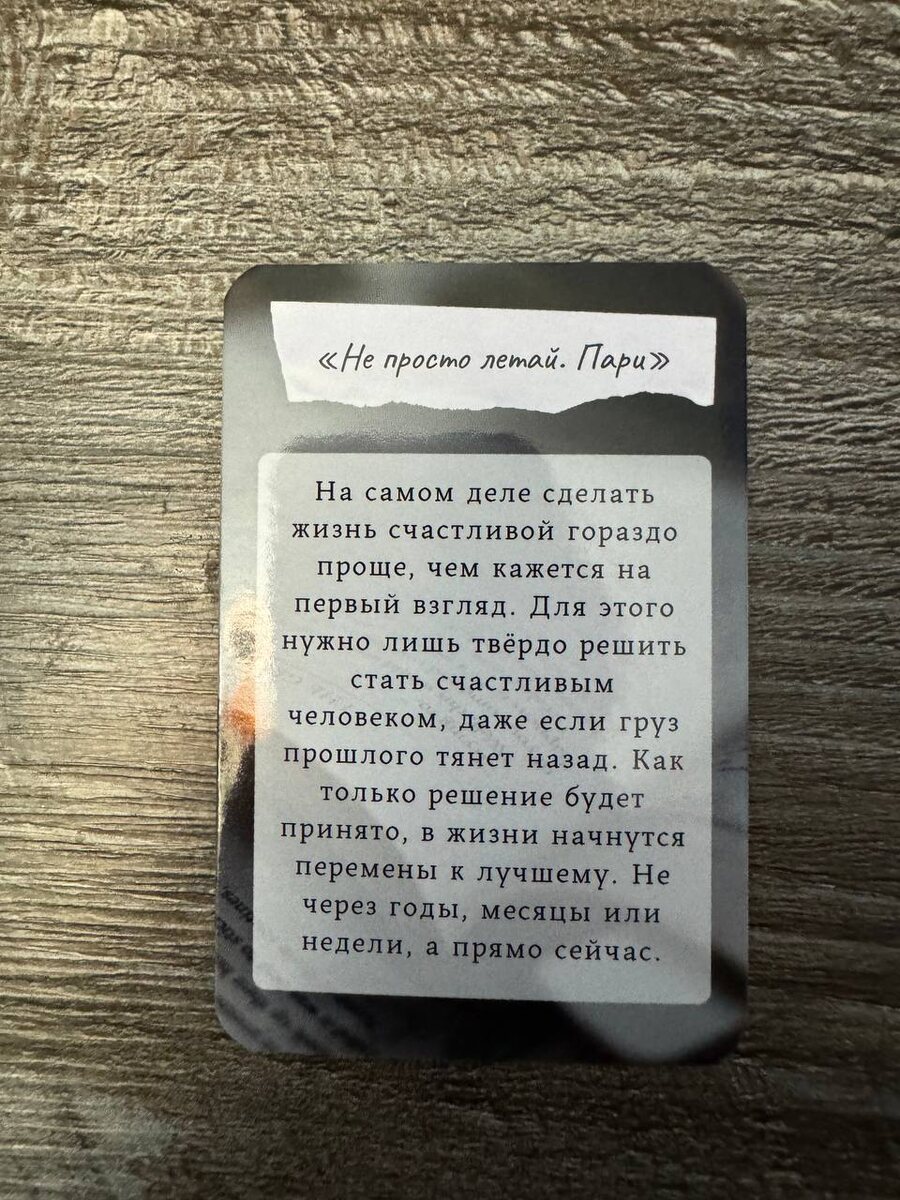 «Не просто летай. Пари»
На самом деле сделать
жизнь счастливой гораздо
проще, чем кажется на
первый взгляд. Для этого
нужно лишь твёрдо решить
стать счастливым
человеком, даже если груз
прошлого тянет назад. Как
только решение будет
принято, в жизни начнутся
перемены к лучшему. Не
через годы, месяцы или
недели, а прямо сейчас.